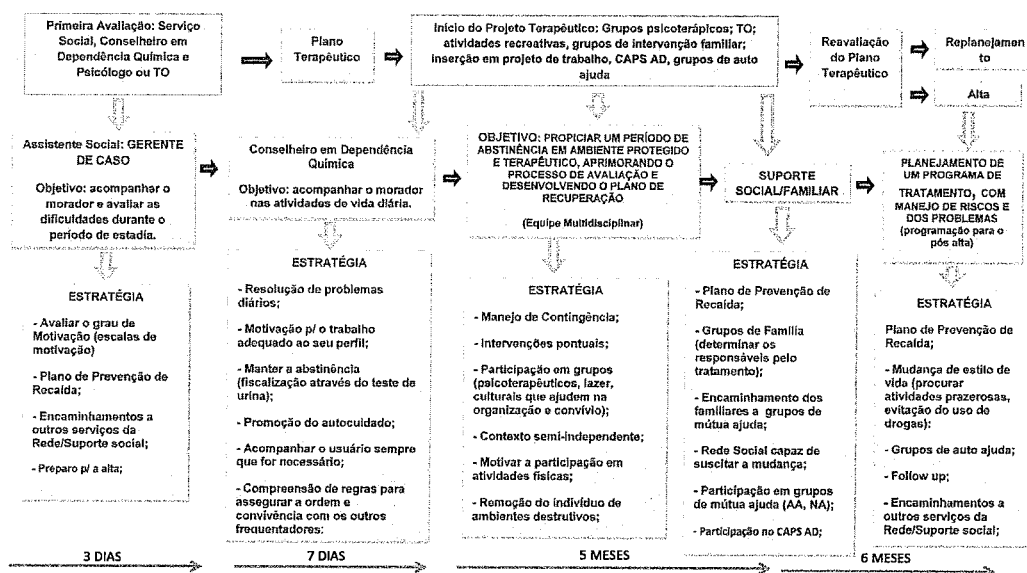 Primeira Avaliação: Serviço
Social, Conselheiro em
Dependência Química e
Psicólogo ou TO
Plano
Terapêutico
Início do Projeto Terapêutico: Grupos psicoterápicos; TO;
atividades recreativas, grupos de intervenção familiar;
inserção em projeto de trabalho, CAPS AD, grupos de auto
ajuda
Reavaliação
do Plano
Terapêutico
Replanejamen
to
Alta
Assistente Social: GERENTE
DE CASO
Objetivo: acompanhar o
morador e avaliar as
dificuldades durante o
período de estadia.
Conselheiro em Dependência
Química
Objetivo: acompanhar o morador
nas atividades de vida diária.
OBJETIVO: PROPICIAR UM PERÍODO DE
ABSTINÊNCIA EM AMBIENTE PROTEGIDO
E TERAPÊUTICO, APRIMORANDO O
PROCESSO DE AVALIAÇÃO E
DESENVOLVENDO O PLANO DE
RECUPERAÇÃO
(Equipe Multidisciplinar)
SUPORTE
SOCIAL/FAMILIAR
PLANEJAMENTO DE
UM PROGRAMA DE
TRATAMENTO, COM
MANEJO DE RISCOS E
DOS PROBLEMAS
(programação para o
pós alta)
ESTRATÉGIA
- Avaliar o grau de
Motivação (escalas de
motivação)
- Plano de Prevenção de
Recaída;
- Encaminhamentos a
outros serviços da
Rede/Suporte social;
- Preparo p/ a alta;
ESTRATÉGIA
- Resolução de problemas
diários;
- Motivação p/ o trabalho
adequado ao seu perfil;
- Manter a abstinência
(fiscalização através do teste de
urina);
- Promoção do autocuidado;
- Acompanhar o usuário sempre
que for necessário;
- Compreensão de regras para
assegurar a ordem e
convivência com os outros
frequentadores;
ESTRATÉGIA
- Manejo de Contingência;
- Intervenções pontuais;
- Participação em grupos
(psicoterapêuticos, lazer,
culturais que ajudem na
organização e convívio);
- Contexto semi-independente;
- Motivar a participação em
atividades físicas;
- Remoção do indivíduo de
ambientes destrutivos;
ESTRATÉGIA
- Plano de Prevenção de
Recaída;
- Grupos de Família
(determinar os
responsáveis pelo
tratamento);
- Encaminhamento dos
familiares a grupos de
mútua ajuda;
- Rede Social capaz de
suscitar a mudança;
- Participação em grupos
de mútua ajuda (AA, NA);
- Participação no CAPS AD;
ESTRATÉGIA
Plano de Prevenção de
Recaída;
- Mudança de estilo de
vida (procurar
atividades prazerosas,
evitação do uso de
drogas):
- Grupos de auto ajuda;
- Follow up;
- Encaminhamentos a
outros serviços da
Rede/Suporte social;
3 DIAS
7 DIAS
5 MESES
6 MESES